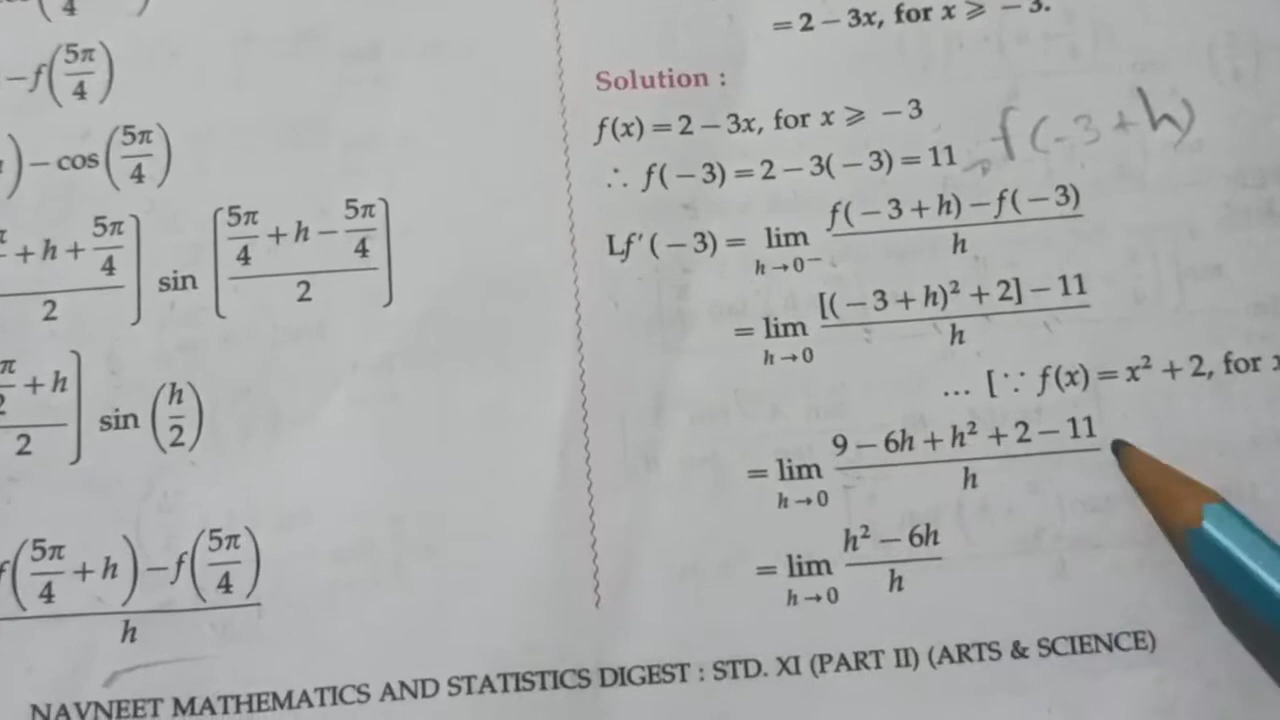 −f(5π/4)
) − cos(5π/4)
+ h + 5π/4] / 2 sin [(5π/4 + h − 5π/4) / 2]
+ h] / 2 sin (h/2)
f(5π/4 + h) − f(5π/4) / h
= 2 − 3x, for x ⩾ −3.
Solution :
f(x) = 2 − 3x, for x ⩾ −3
∴ f(−3) = 2 − 3(−3) = 11
f(-3+h)
Lf′(−3) = lim h→0⁻ (f(−3 + h) − f(−3)) / h
= lim h→0 ([(−3 + h)² + 2] − 11) / h
... [∵ f(x) = x² + 2, for x
= lim h→0 (9 − 6h + h² + 2 − 11) / h
= lim h→0 (h² − 6h) / h
NAVNEET MATHEMATICS AND STATISTICS DIGEST : STD. XI (PART II) (ARTS & SCIENCE)